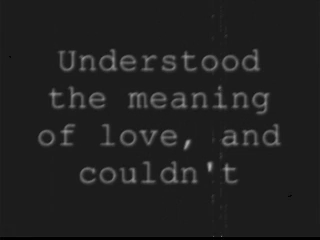 Understood
the meaning
of love, and
couldn't